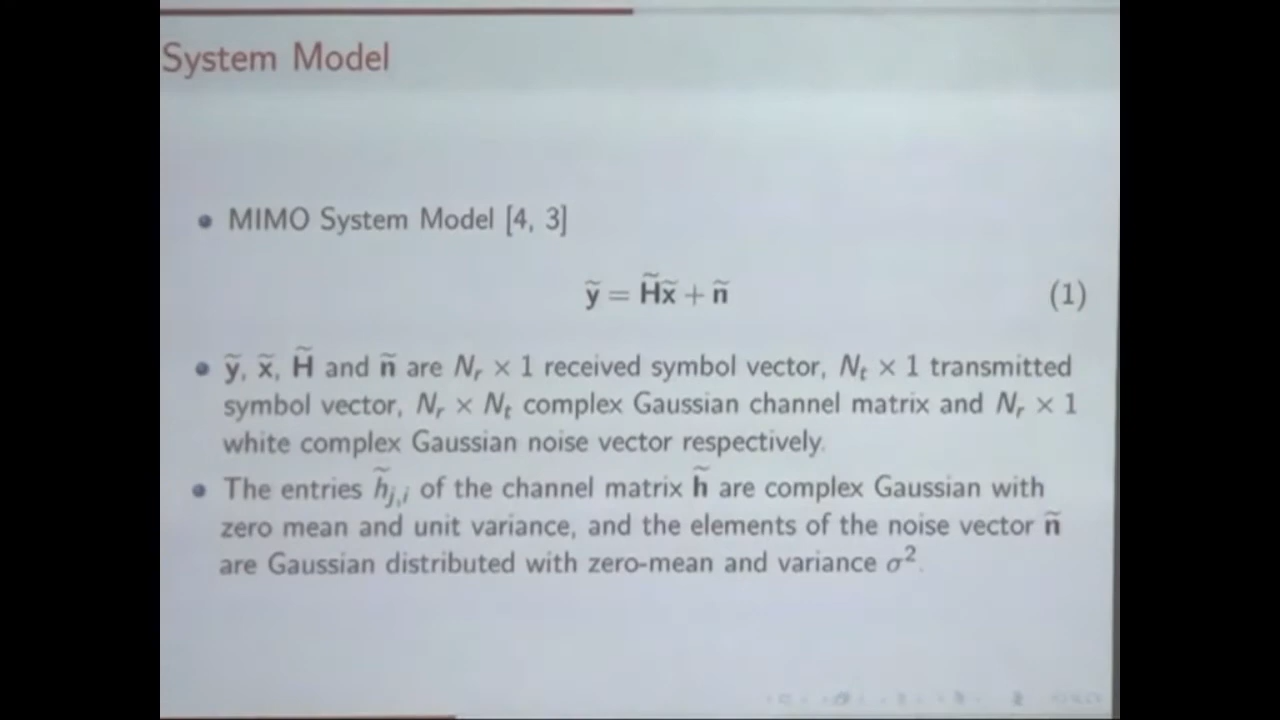 System Model
• MIMO System Model [4, 3]
ỹ = H̃x̃ + ñ (1)
• ỹ, x̃, H̃ and ñ are Nᵣ × 1 received symbol vector, Nₜ × 1 transmitted
symbol vector, Nᵣ × Nₜ complex Gaussian channel matrix and Nᵣ × 1
white complex Gaussian noise vector respectively.
• The entries h̃ⱼ,ᵢ of the channel matrix h̃ are complex Gaussian with
zero mean and unit variance, and the elements of the noise vector ñ
are Gaussian distributed with zero-mean and variance σ².